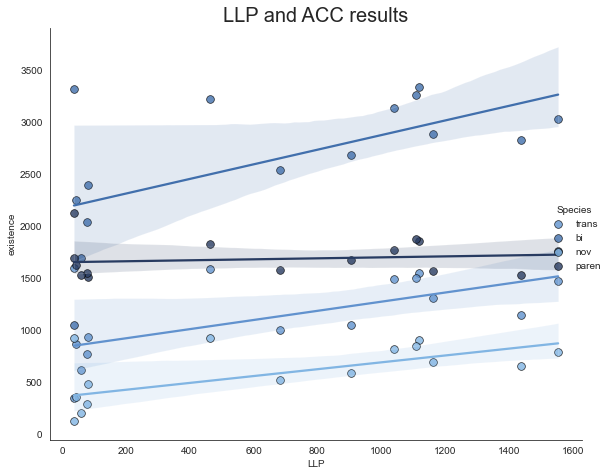 LLP and ACC results
3500
3000
2500
2000
1500
1000
500
0
existence
Species
trans
bi
nov
paren
0 200 400 600 800 1000 1200 1400 1600
LLP